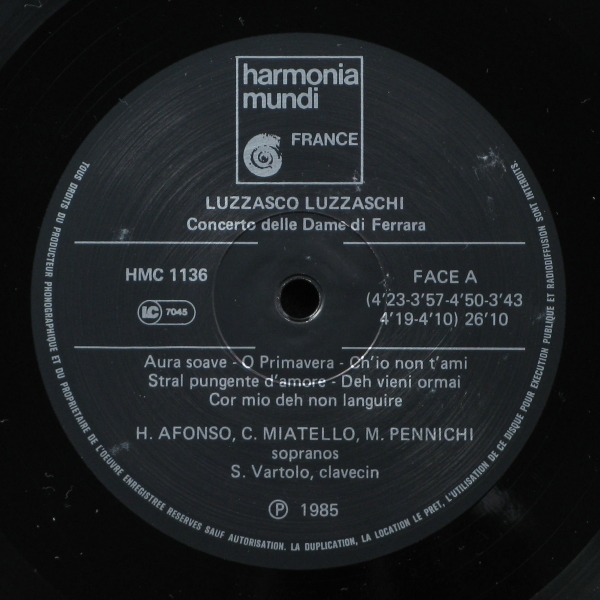 harmonia
mundi
FRANCE
LUZZASCO LUZZASCHI
Concerto delle Dame di Ferrara
HMC 1136
LC 7045
FACE A
(4'23-3'57-4'50-3'43
4'19-4'10) 26'10
Aura soave - O Primavera - Ch'io non t'ami
Stral pungente d'amore - Deh vieni ormai
Cor mio deh non languire
H. AFONSO, C. MIATELLO, M. PENNICHI
sopranos
S. Vartolo, clavecin
Ⓟ 1985
TOUS DROITS DU PRODUCTEUR PHONOGRAPHIQUE ET DU PROPRIETAIRE DE L'OEUVRE ENREGISTREE RESERVES SAUF AUTORISATION. LA DUPLICATION, LA LOCATION LE PRET, L'UTILISATION DE CE DISQUE POUR EXECUTION PUBLIQUE ET RADIODIFFUSION SONT INTERDITS.